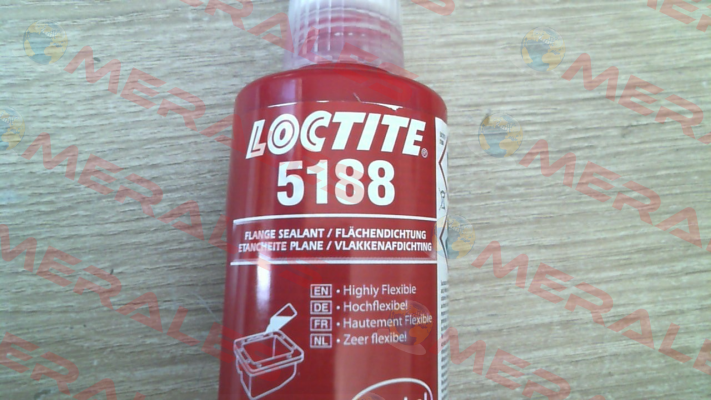 LOCTITE®
5188
FLANGE SEALANT / FLÄCHENDICHTUNG
ETANCHEITE PLANE / VLAKKENAFDICHTING
EN • Highly Flexible
DE • Hochflexibel
FR • Hautement Flexible
NL • Zeer flexibel